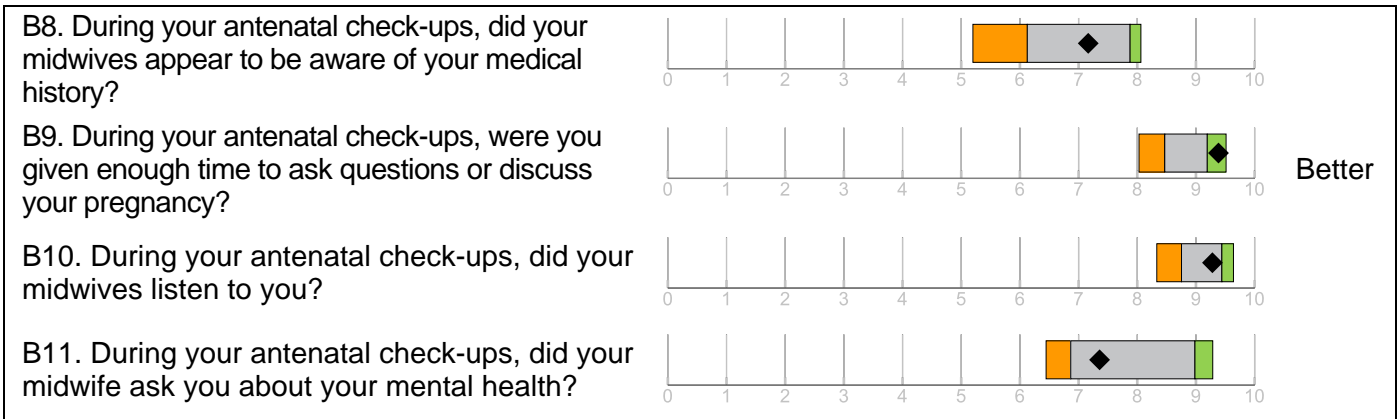 B8. During your antenatal check-ups, did your
midwives appear to be aware of your medical
history?
0 1 2 3 4 5 6 7 8 9 10
B9. During your antenatal check-ups, were you
given enough time to ask questions or discuss
your pregnancy?
0 1 2 3 4 5 6 7 8 9 10
Better
B10. During your antenatal check-ups, did your
midwives listen to you?
0 1 2 3 4 5 6 7 8 9 10
B11. During your antenatal check-ups, did your
midwife ask you about your mental health?
0 1 2 3 4 5 6 7 8 9 10